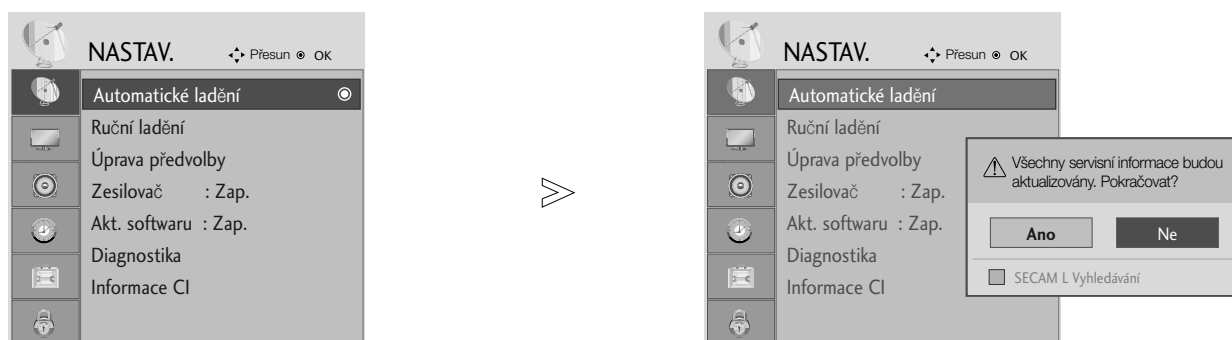 NASTAV.
Přesun OK
Automatické ladění
Ruční ladění
Úprava předvolby
Zesilovač : Zap.
Akt. softwaru : Zap.
Diagnostika
Informace CI
NASTAV.
Přesun OK
Automatické ladění
Ruční ladění
Úprava předvolby
Zesilovač : Zap.
Akt. softwaru : Zap.
Diagnostika
Informace CI
Všechny servisní informace budou
aktualizovány. Pokračovat?
Ano Ne
SECAM L Vyhledávání